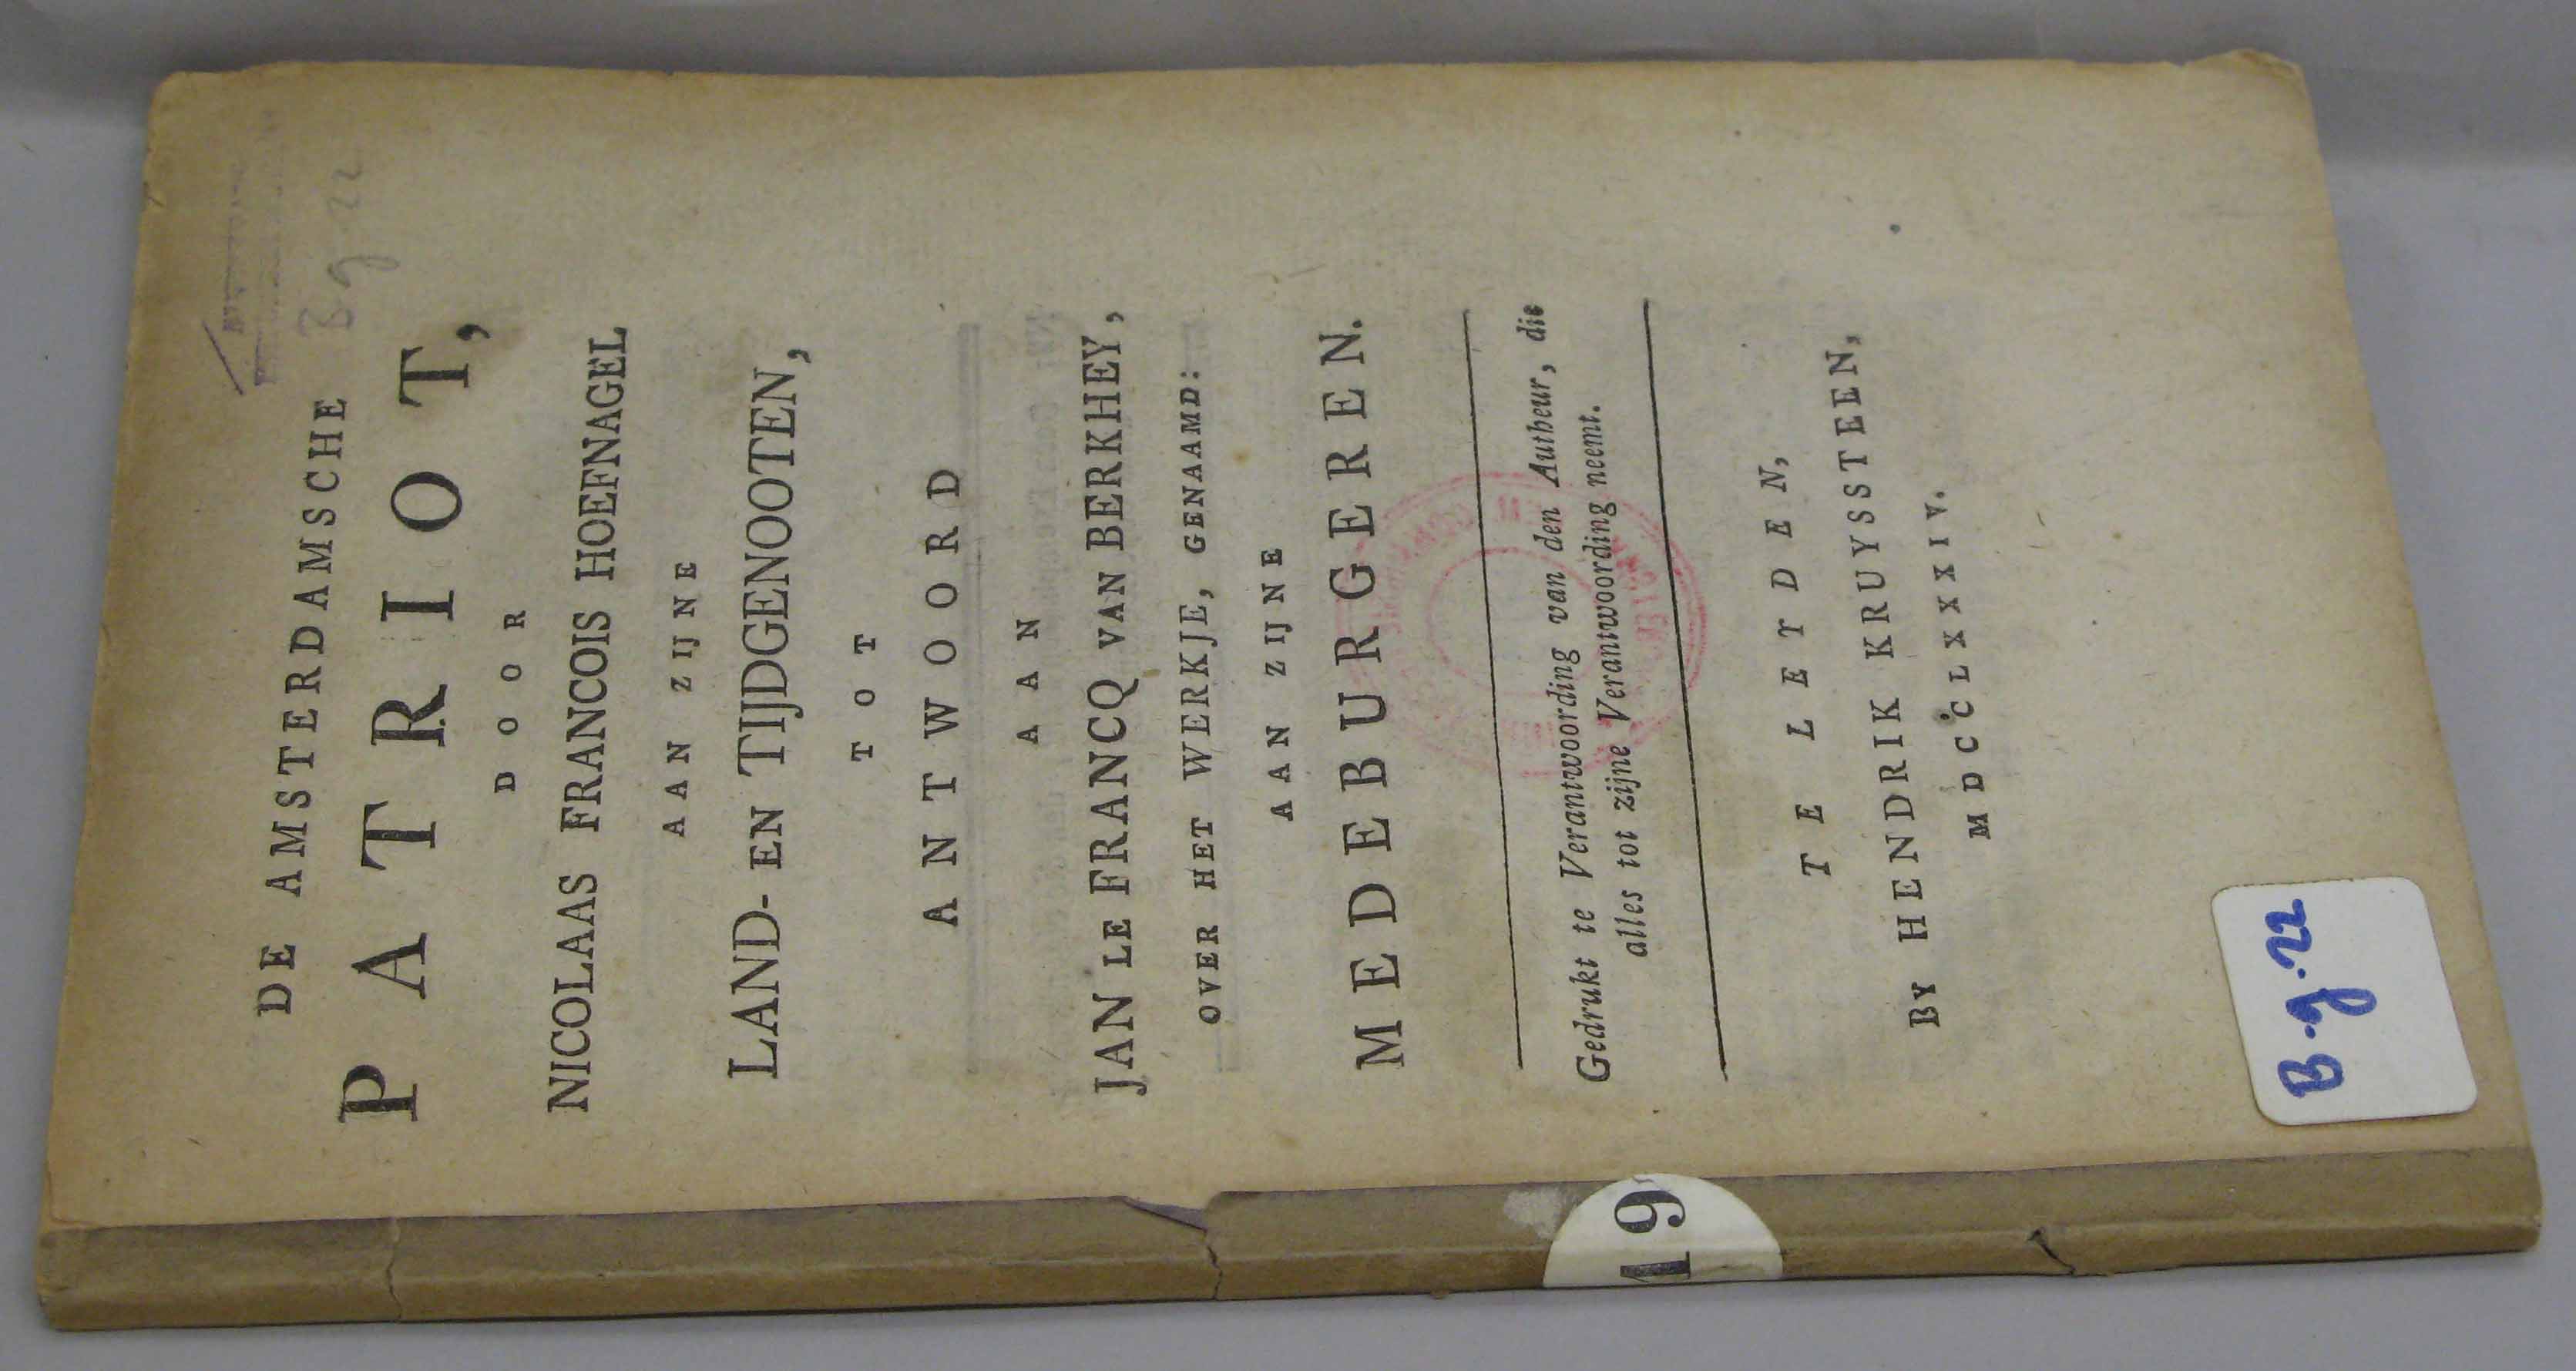 B g 22
DE AMSTERDAMSCHE
PATRIOT,
DOOR
NICOLAAS FRANCOIS HOEFNAGEL
AAN ZIJNE
LAND- EN TIJDGENOOTEN,
TOT
ANTWOORD
AAN
JAN LE FRANCQ VAN BERKHEY,
OVER HET WERKJE, GENAAMD:
AAN ZIJNE
MEDEBURGEREN.
Gedrukt te Verantwoording van den Autheur, die
alles tot zijne Verantwoording neemt.
TE LEYDEN,
BY HENDRIK KRUYSSTEEN,
MDCCLXXXIV.
B.g.22
19